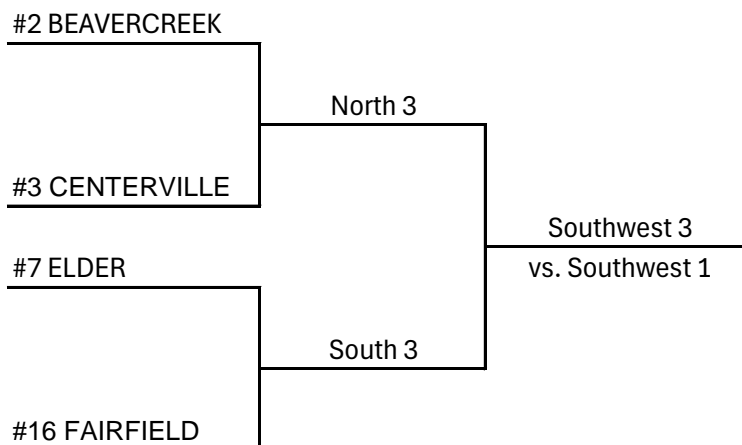 #2 BEAVERCREEK
North 3
#3 CENTERVILLE
Southwest 3
#7 ELDER
vs. Southwest 1
South 3
#16 FAIRFIELD